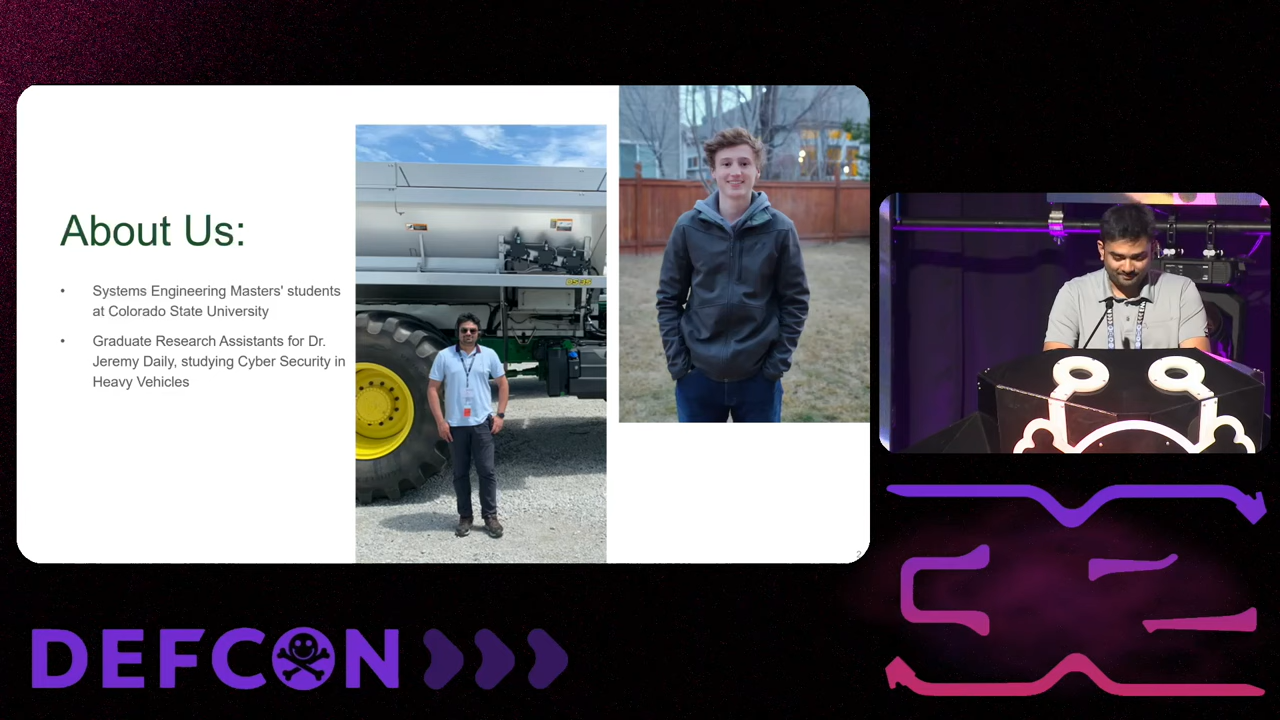 About Us:
• Systems Engineering Masters' students
at Colorado State University
• Graduate Research Assistants for Dr.
Jeremy Daily, studying Cyber Security in
Heavy Vehicles
2
DEFCON